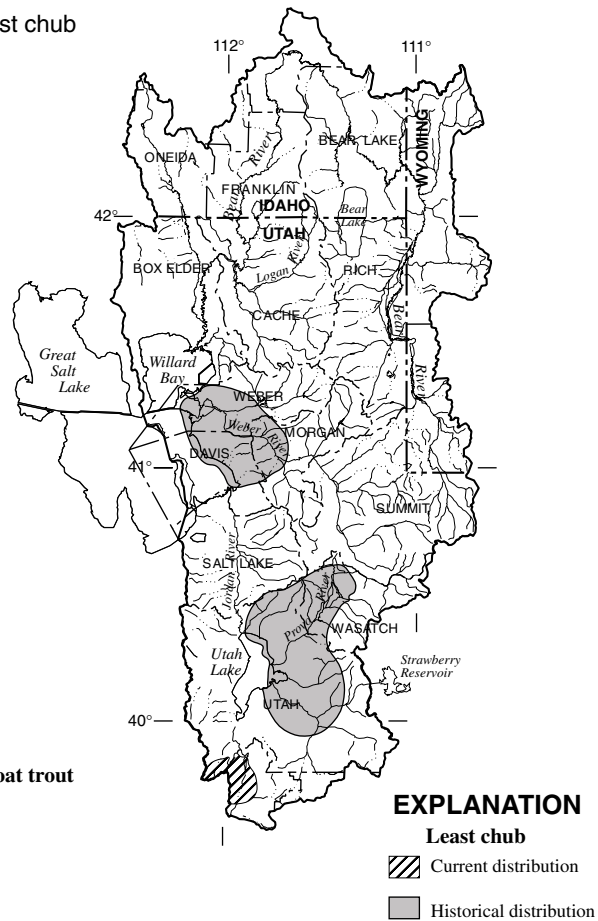 st chub
112°
111°
ONEIDA
BEAR LAKE
WYOMING
Bear River
FRANKLIN
IDAHO
42°
UTAH
Bear
Lake
BOX ELDER
Logan River
RICH
CACHE
Bear River
Great
Salt
Lake
Willard
Bay
WEBER
Weber River
MORGAN
DAVIS
41°
SUMMIT
SALT LAKE
Jordan River
Provo River
WASATCH
Utah
Lake
Strawberry
Reservoir
UTAH
40°
oat trout
EXPLANATION
Least chub
Current distribution
Historical distribution